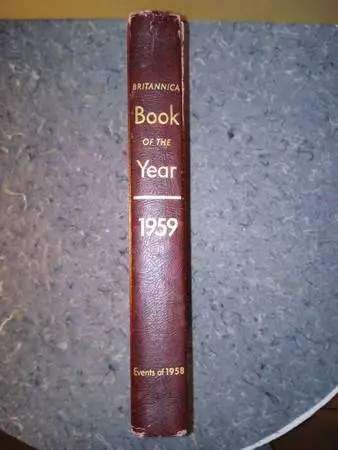 BRITANNICA
Book
OF THE
Year
1959
Events of 1958